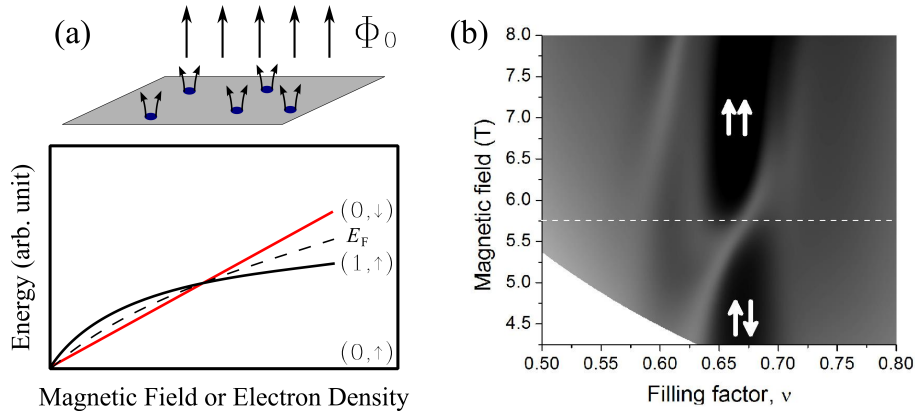 (a)
Φ₀
Energy (arb. unit)
(0,↓)
E_F
(1,↑)
(0,↑)
Magnetic Field or Electron Density
(b)
Magnetic field (T)
8.0
7.5
7.0
6.5
6.0
5.5
5.0
4.5
↑↑
↑↓
0.50 0.55 0.60 0.65 0.70 0.75 0.80
Filling factor, ν